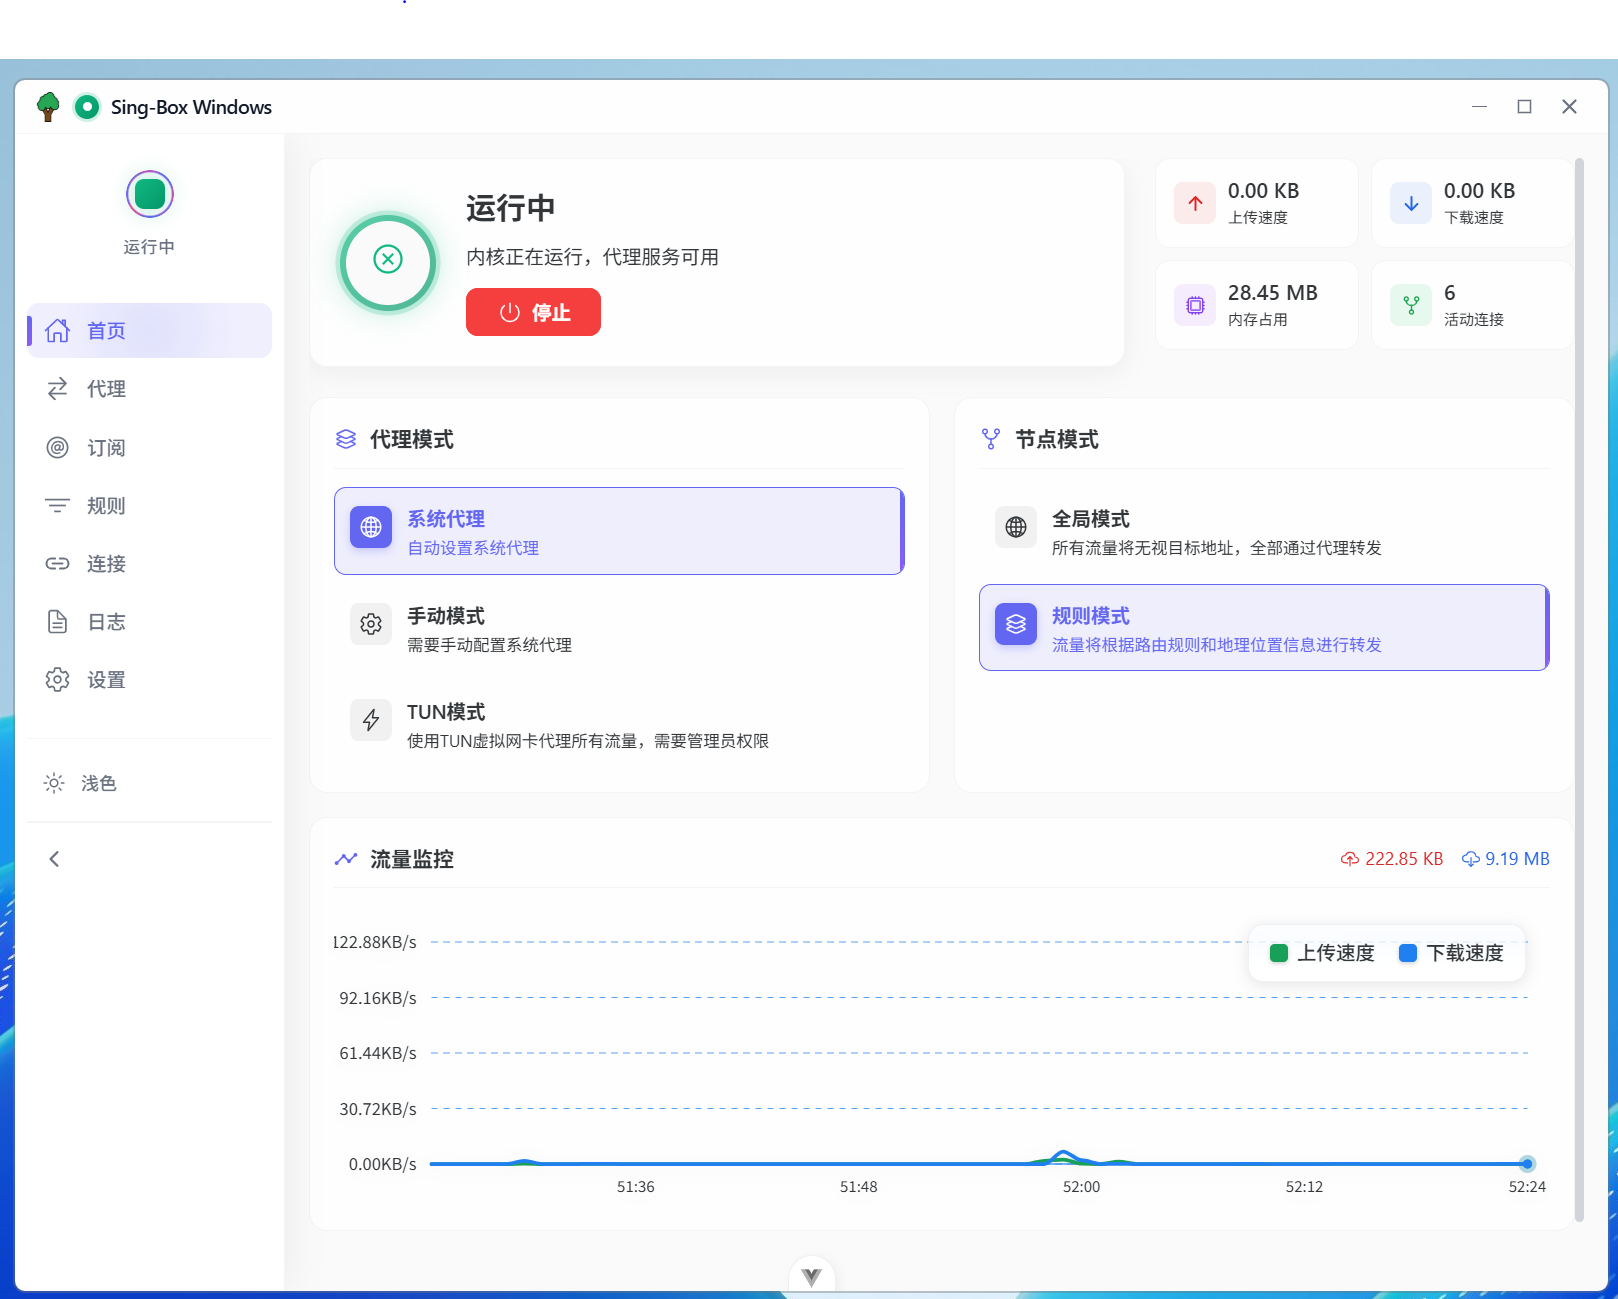 Sing-Box Windows
运行中
首页
代理
订阅
规则
连接
日志
设置
浅色
运行中
内核正在运行，代理服务可用
停止
0.00 KB
上传速度
0.00 KB
下载速度
28.45 MB
内存占用
6
活动连接
代理模式
系统代理
自动设置系统代理
手动模式
需要手动配置系统代理
TUN模式
使用TUN虚拟网卡代理所有流量，需要管理员权限
节点模式
全局模式
所有流量将无视目标地址，全部通过代理转发
规则模式
流量将根据路由规则和地理位置信息进行转发
流量监控
222.85 KB 9.19 MB
上传速度 下载速度
122.88KB/s
92.16KB/s
61.44KB/s
30.72KB/s
0.00KB/s
51:36 51:48 52:00 52:12 52:24